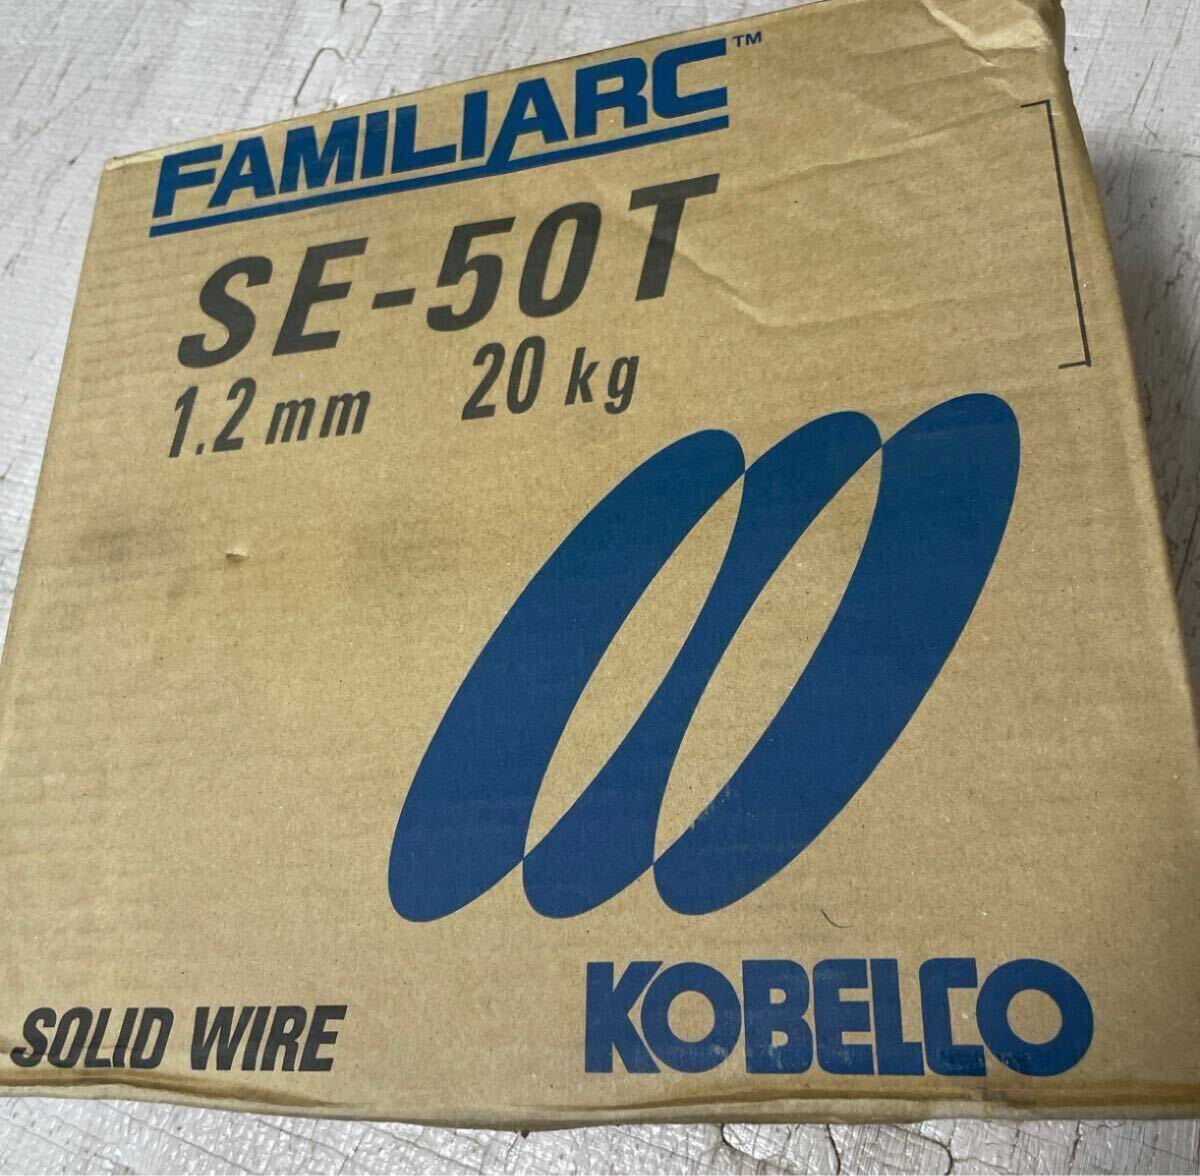 FAMILIARC™
SE-50T
1.2mm 20kg
SOLID WIRE
KOBELCO